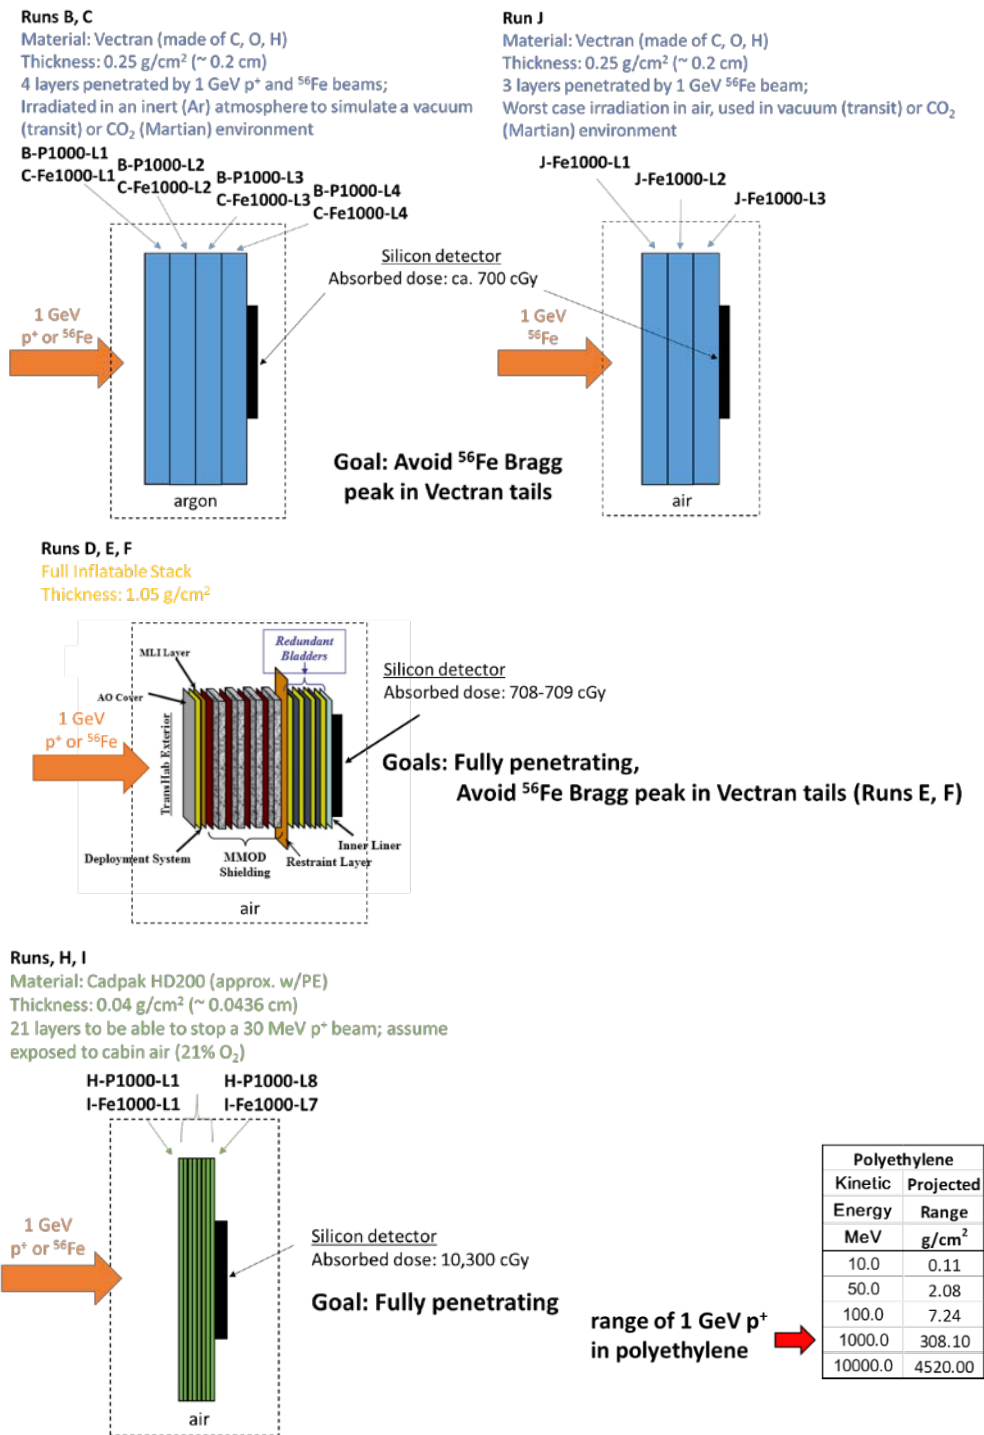 Runs B, C
Material: Vectran (made of C, O, H)
Thickness: 0.25 g/cm² (~ 0.2 cm)
4 layers penetrated by 1 GeV p⁺ and ⁵⁶Fe beams;
Irradiated in an inert (Ar) atmosphere to simulate a vacuum
(transit) or CO₂ (Martian) environment
B-P1000-L1
C-Fe1000-L1
B-P1000-L2
C-Fe1000-L2
B-P1000-L3
C-Fe1000-L3
B-P1000-L4
C-Fe1000-L4
1 GeV
p⁺ or ⁵⁶Fe
argon
Run J
Material: Vectran (made of C, O, H)
Thickness: 0.25 g/cm² (~ 0.2 cm)
3 layers penetrated by 1 GeV ⁵⁶Fe beam;
Worst case irradiation in air, used in vacuum (transit) or CO₂
(Martian) environment
J-Fe1000-L1
J-Fe1000-L2
J-Fe1000-L3
Silicon detector
Absorbed dose: ca. 700 cGy
1 GeV
⁵⁶Fe
air
Goal: Avoid ⁵⁶Fe Bragg
peak in Vectran tails
Runs D, E, F
Full Inflatable Stack
Thickness: 1.05 g/cm²
Redundant
Bladders
MLI Layer
AO Cover
TransHab Exterior
1 GeV
p⁺ or ⁵⁶Fe
Deployment System
MMOD
Shielding
Restraint Layer
Inner Liner
air
Silicon detector
Absorbed dose: 708-709 cGy
Goals: Fully penetrating,
Avoid ⁵⁶Fe Bragg peak in Vectran tails (Runs E, F)
Runs, H, I
Material: Cadpak HD200 (approx. w/PE)
Thickness: 0.04 g/cm² (~ 0.0436 cm)
21 layers to be able to stop a 30 MeV p⁺ beam; assume
exposed to cabin air (21% O₂)
H-P1000-L1
I-Fe1000-L1
H-P1000-L8
I-Fe1000-L7
1 GeV
p⁺ or ⁵⁶Fe
air
Silicon detector
Absorbed dose: 10,300 cGy
Goal: Fully penetrating
range of 1 GeV p⁺
in polyethylene
Polyethylene
Kinetic Projected
Energy Range
MeV g/cm²
10.0 0.11
50.0 2.08
100.0 7.24
1000.0 308.10
10000.0 4520.00